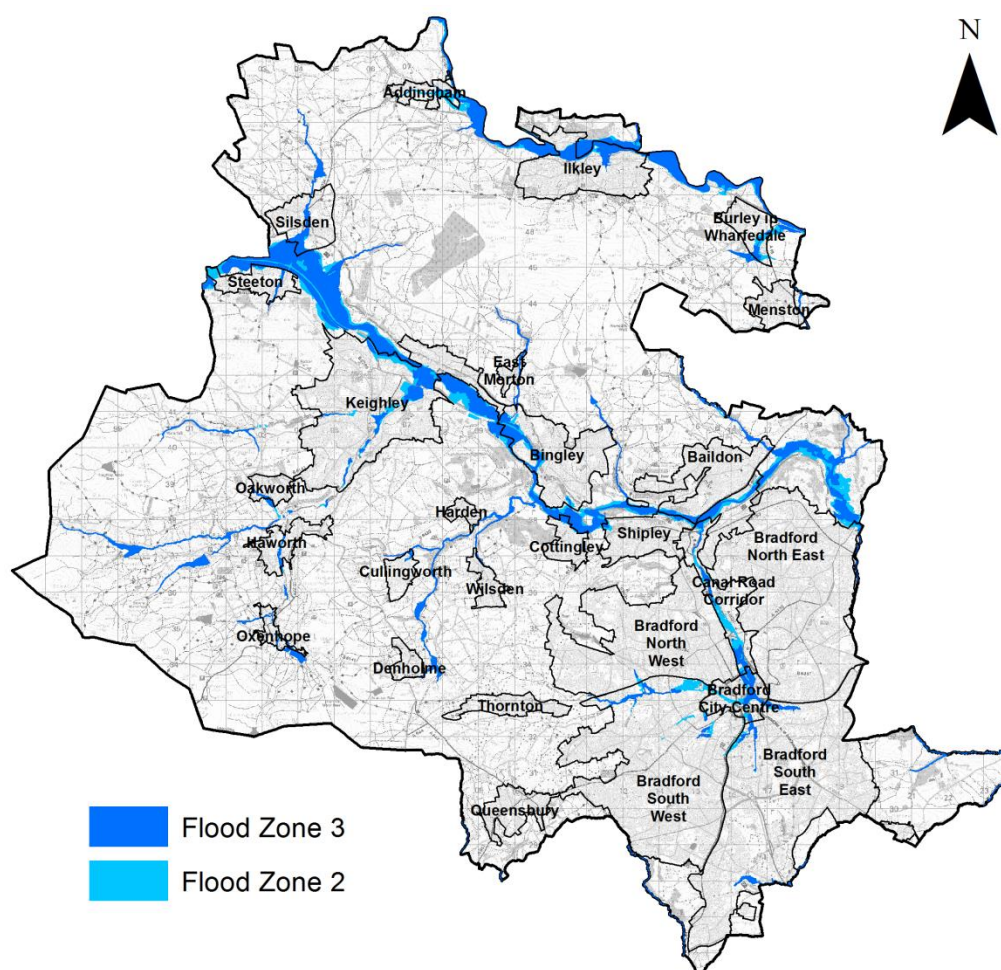 N
Addingham
Ilkley
Silsden
Burley in
Wharfedale
Steeton
Menston
East
Morton
Keighley
Bingley
Baildon
Oakworth
Harden
Haworth
Cottingley
Shipley
Bradford
North East
Cullingworth
Wilsden
Canal Road
Corridor
Oxenhope
Bradford
North
West
Denholme
Bradford
City Centre
Thornton
Bradford
South
West
Bradford
South
East
Queensbury
Flood Zone 3
Flood Zone 2